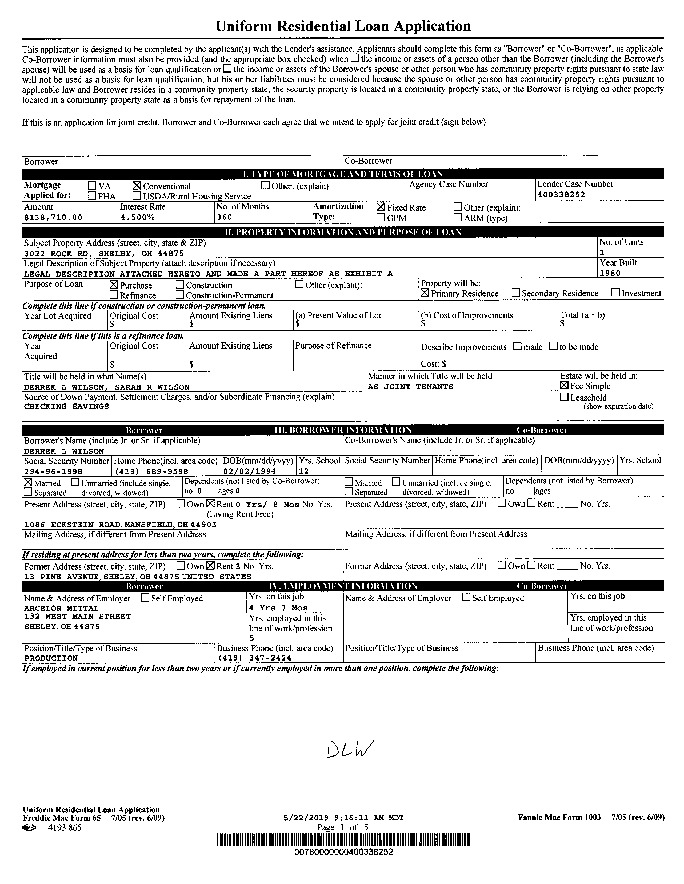 Uniform Residential Loan Application
This application is designed to be completed by the applicant(s) with the Lender's assistance. Applicants should complete this form as "Borrower" or "Co-Borrower", as applicable
Co-Borrower information must also be provided (and the appropriate box checked) when ☐ the income or assets of a person other than the Borrower (including the Borrower's
spouse) will be used as a basis for loan qualification or ☐ the income or assets of the Borrower's spouse or other person who has community property rights pursuant to state law
will not be used as a basis for loan qualification, but his or her liabilities must be considered because the spouse or other person has community property rights pursuant to
applicable law and Borrower resides in a community property state, the security property is located in a community property state, or the Borrower is relying on other property
located in a community property state as a basis for repayment of the loan.
If this is an application for joint credit, Borrower and Co-Borrower each agree that we intend to apply for joint credit (sign below)
Borrower Co-Borrower
I. TYPE OF MORTGAGE AND TERMS OF LOAN
Mortgage ☐ VA ☒ Conventional ☐ Other (explain) Agency Case Number Lender Case Number
Applied for: ☐ FHA ☐ USDA/Rural Housing Service 400338252
Amount Interest Rate No. of Months Amortization ☒ Fixed Rate ☐ Other (explain)
$138,710.00 4.500% 360 Type: ☐ GPM ☐ ARM (type)
II. PROPERTY INFORMATION AND PURPOSE OF LOAN
Subject Property Address (street, city, state & ZIP) No. of Units
3022 ROCK RD, SHELBY, OH 44875 1
Legal Description of Subject Property (attach description if necessary) Year Built
LEGAL DESCRIPTION ATTACHED HERETO AND MADE A PART HEREOF AS EXHIBIT A 1960
Purpose of Loan ☒ Purchase ☐ Construction ☐ Other (explain) Property will be:
☐ Refinance ☐ Construction-Permanent ☒ Primary Residence ☐ Secondary Residence ☐ Investment
Complete this line if construction or construction-permanent loan.
Year Lot Acquired Original Cost Amount Existing Liens (a) Present Value of Lot (b) Cost of Improvements Total (a + b)
$ $ $ $ $
Complete this line if this is a refinance loan.
Year Original Cost Amount Existing Liens Purpose of Refinance Describe Improvements ☐ made ☐ to be made
Acquired
$ $ Cost: $
Title will be held in what Name(s) Manner in which Title will be held Estate will be held in:
DERREK L WILSON, SARAH R WILSON AS JOINT TENANTS ☒ Fee Simple
Source of Down Payment, Settlement Charges, and/or Subordinate Financing (explain) ☐ Leasehold
CHECKING SAVINGS (show expiration date)
Borrower III. BORROWER INFORMATION Co-Borrower
Borrower's Name (include Jr. or Sr. if applicable) Co-Borrower's Name (include Jr. or Sr. if applicable)
DERREK L WILSON
Social Security Number Home Phone(incl. area code) DOB(mm/dd/yyyy) Yrs. School Social Security Number Home Phone(incl. area code) DOB(mm/dd/yyyy) Yrs. School
294-96-1998 (419) 689-9598 02/02/1994 12
☒ Married ☐ Unmarried (include single, Dependents (not listed by Co-Borrower) ☐ Married ☐ Unmarried (include single, Dependents (not listed by Borrower)
☐ Separated divorced, widowed) no. 0 ages 0 ☐ Separated divorced, widowed) no. ages
Present Address (street, city, state, ZIP) ☐ Own ☒ Rent 0 Yrs/ 8 Mos No. Yrs. Present Address (street, city, state, ZIP) ☐ Own ☐ Rent ____ No. Yrs.
(Living Rent Free)
1086 ECKSTEIN ROAD, MANSFIELD, OH 44903
Mailing Address, if different from Present Address Mailing Address, if different from Present Address
If residing at present address for less than two years, complete the following:
Former Address (street, city, state, ZIP) ☐ Own ☒ Rent 2 No. Yrs. Former Address (street, city, state, ZIP) ☐ Own ☐ Rent ____ No. Yrs.
13 PINE AVENUE, SHELBY, OH 44875 UNITED STATES
Borrower IV. EMPLOYMENT INFORMATION Co-Borrower
Name & Address of Employer ☐ Self Employed Yrs. on this job Name & Address of Employer ☐ Self Employed Yrs. on this job
ARCELOR MITTAL 4 Yrs 7 Mos
132 WEST MAIN STREET Yrs. employed in this Yrs. employed in this
SHELBY, OH 44875 line of work/profession line of work/profession
5
Position/Title/Type of Business Business Phone (incl. area code) Position/Title/Type of Business Business Phone (incl. area code)
PRODUCTION (419) 347-2424
If employed in current position for less than two years or if currently employed in more than one position, complete the following:
DLW
Uniform Residential Loan Application
Freddie Mac Form 65 7/05 (rev. 6/09) 5/22/2019 9:16:11 AM MDT Fannie Mae Form 1003 7/05 (rev. 6/09)
4193 865 Page 1 of 5